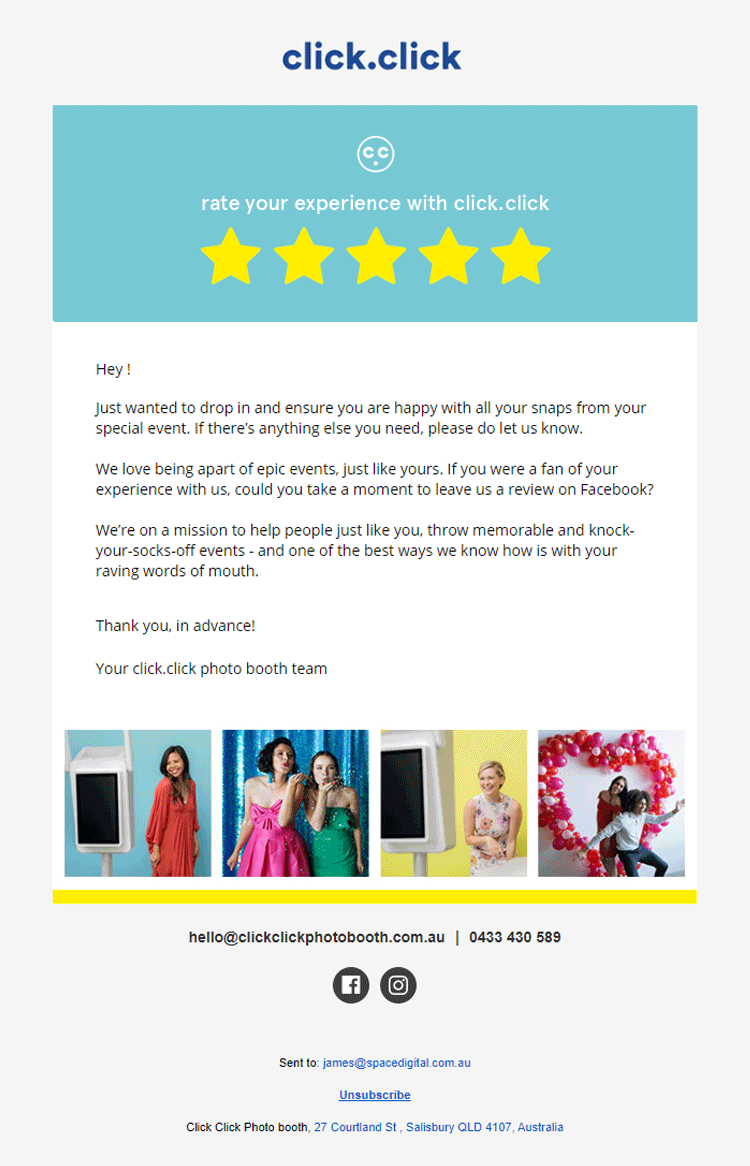 click.click
cc
rate your experience with click.click
Hey !
Just wanted to drop in and ensure you are happy with all your snaps from your
special event. If there’s anything else you need, please do let us know.
We love being apart of epic events, just like yours. If you were a fan of your
experience with us, could you take a moment to leave us a review on Facebook?
We’re on a mission to help people just like you, throw memorable and knock-
your-socks-off events - and one of the best ways we know how is with your
raving words of mouth.
Thank you, in advance!
Your click.click photo booth team
hello@clickclickphotobooth.com.au | 0433 430 589
Sent to: james@spacedigital.com.au
Unsubscribe
Click Click Photo booth, 27 Courtland St , Salisbury QLD 4107, Australia